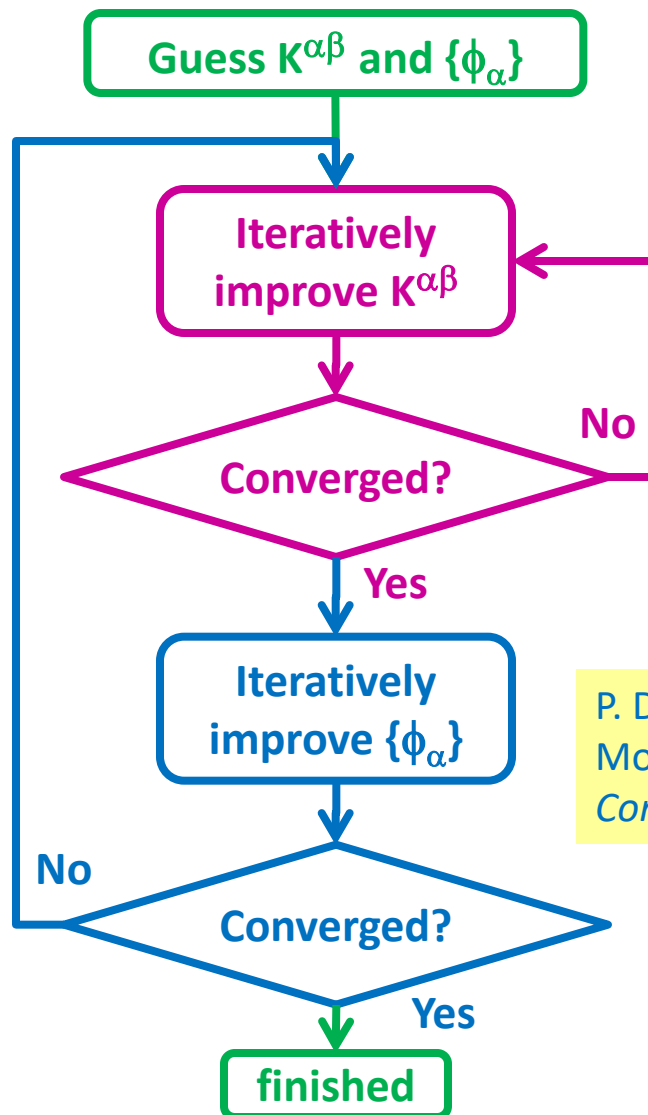 Guess K^αβ and {ϕ_α}
Iteratively
improve K^αβ
No
Converged?
Yes
Iteratively
improve {ϕ_α}
P. D
Mo
Con
No
Converged?
Yes
finished